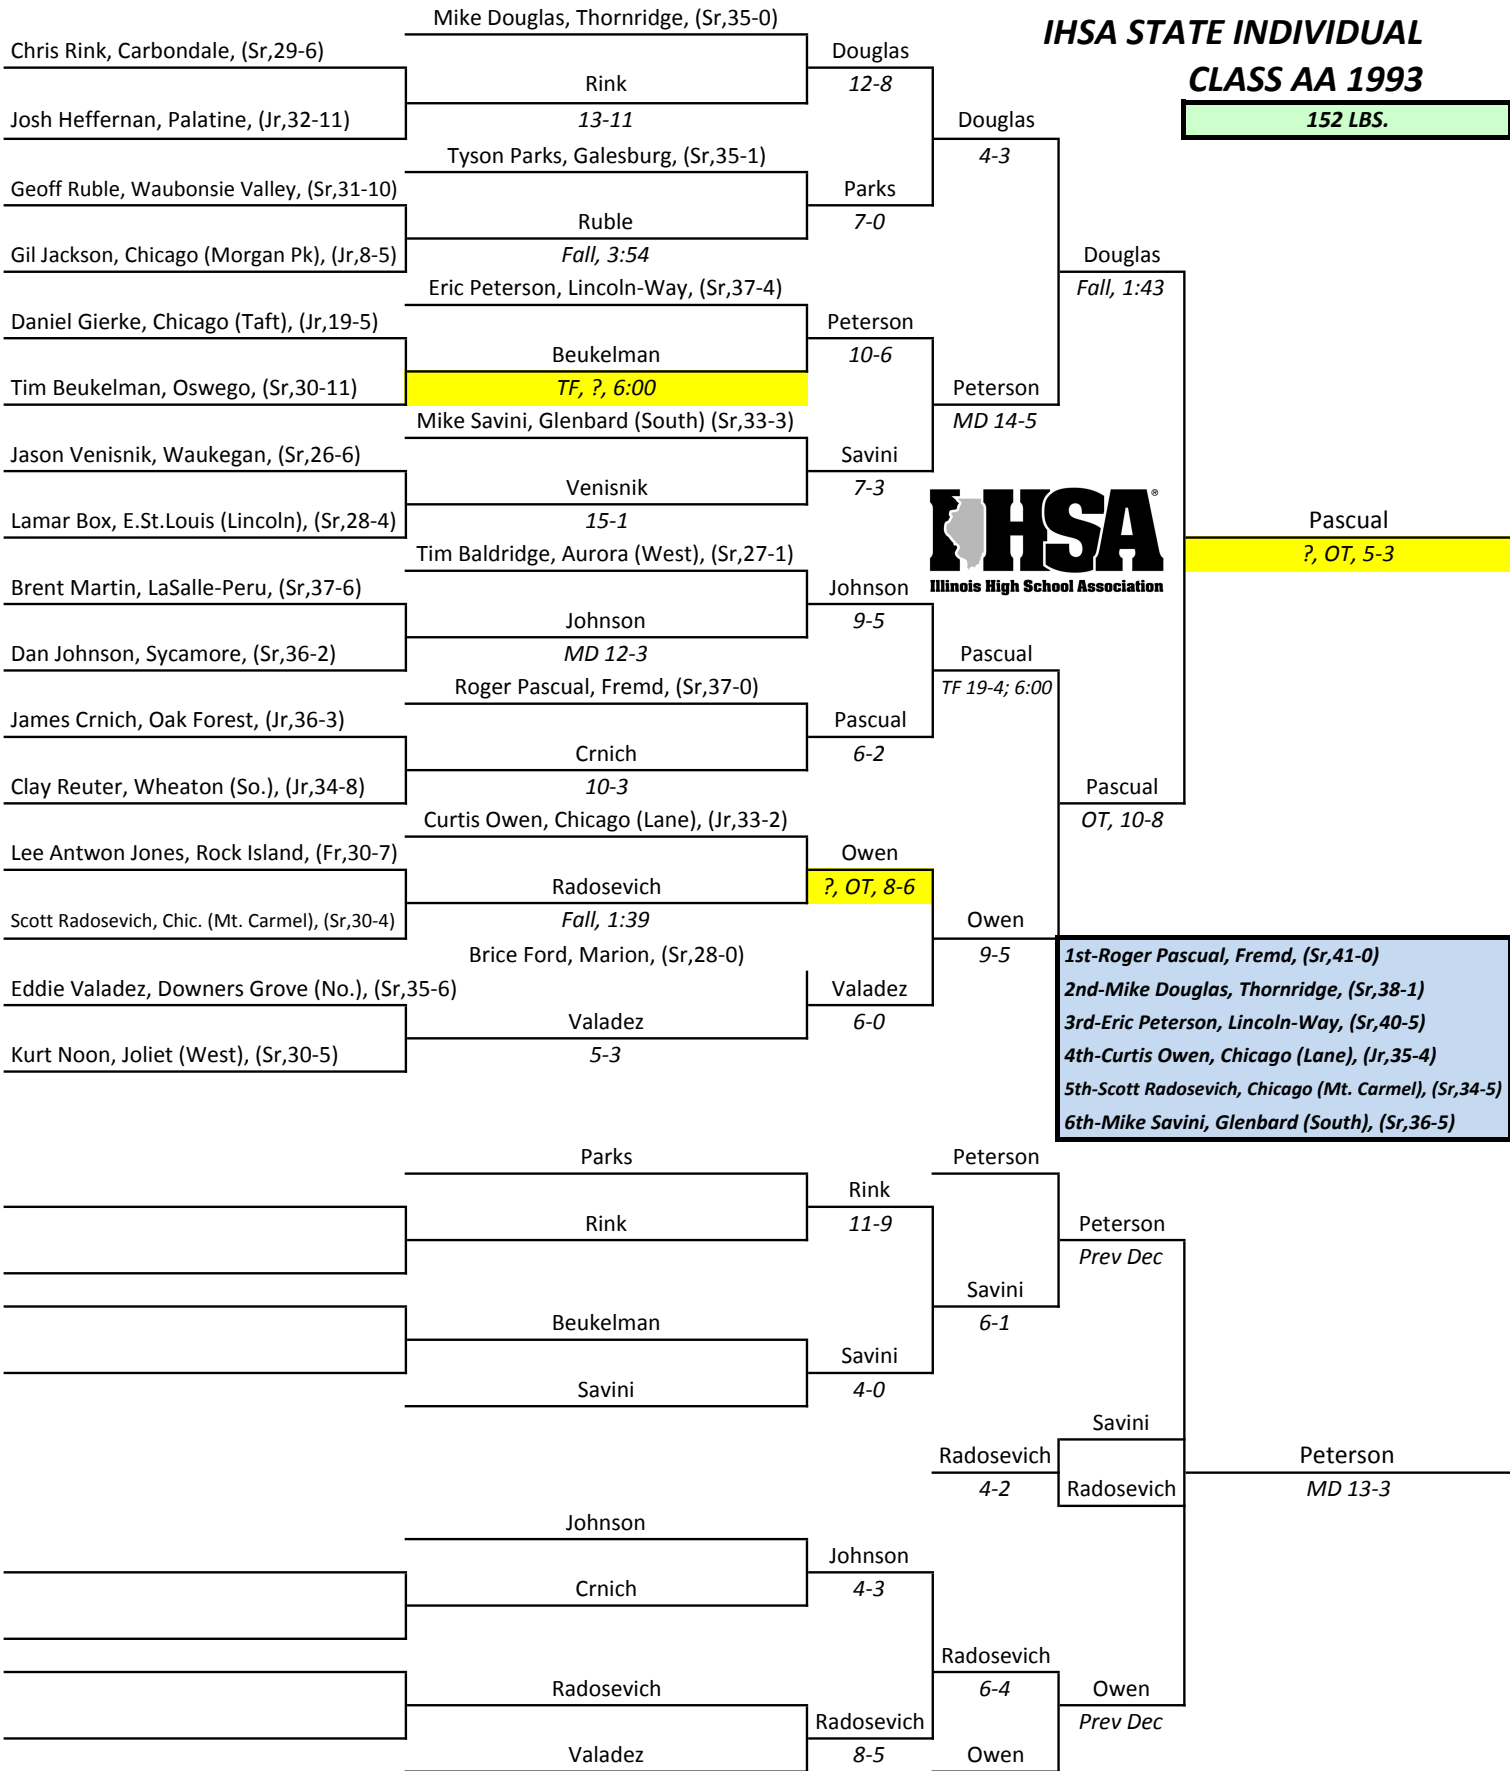 Mike Douglas, Thornridge, (Sr,35-0)
IHSA STATE INDIVIDUAL
Chris Rink, Carbondale, (Sr,29-6)
Douglas
CLASS AA 1993
Rink
12-8
Josh Heffernan, Palatine, (Jr,32-11)
13-11
Douglas
152 LBS.
Tyson Parks, Galesburg, (Sr,35-1)
4-3
Geoff Ruble, Waubonsie Valley, (Sr,31-10)
Parks
Ruble
7-0
Gil Jackson, Chicago (Morgan Pk), (Jr,8-5)
Fall, 3:54
Douglas
Eric Peterson, Lincoln-Way, (Sr,37-4)
Fall, 1:43
Daniel Gierke, Chicago (Taft), (Jr,19-5)
Peterson
Beukelman
10-6
Tim Beukelman, Oswego, (Sr,30-11)
TF, ?, 6:00
Peterson
Mike Savini, Glenbard (South) (Sr,33-3)
MD 14-5
Jason Venisnik, Waukegan, (Sr,26-6)
Savini
Venisnik
7-3
Lamar Box, E.St.Louis (Lincoln), (Sr,28-4)
15-1
IHSA®
Pascual
Tim Baldridge, Aurora (West), (Sr,27-1)
?, OT, 5-3
Brent Martin, LaSalle-Peru, (Sr,37-6)
Johnson
Illinois High School Association
Johnson
9-5
Dan Johnson, Sycamore, (Sr,36-2)
MD 12-3
Pascual
Roger Pascual, Fremd, (Sr,37-0)
TF 19-4; 6:00
James Crnich, Oak Forest, (Jr,36-3)
Pascual
Crnich
6-2
Clay Reuter, Wheaton (So.), (Jr,34-8)
10-3
Pascual
Curtis Owen, Chicago (Lane), (Jr,33-2)
OT, 10-8
Lee Antwon Jones, Rock Island, (Fr,30-7)
Owen
Radosevich
?, OT, 8-6
Scott Radosevich, Chic. (Mt. Carmel), (Sr,30-4)
Fall, 1:39
Owen
Brice Ford, Marion, (Sr,28-0)
9-5
1st-Roger Pascual, Fremd, (Sr,41-0)
Eddie Valadez, Downers Grove (No.), (Sr,35-6)
Valadez
2nd-Mike Douglas, Thornridge, (Sr,38-1)
Valadez
6-0
3rd-Eric Peterson, Lincoln-Way, (Sr,40-5)
Kurt Noon, Joliet (West), (Sr,30-5)
5-3
4th-Curtis Owen, Chicago (Lane), (Jr,35-4)
5th-Scott Radosevich, Chicago (Mt. Carmel), (Sr,34-5)
6th-Mike Savini, Glenbard (South), (Sr,36-5)
Parks
Peterson
Rink
Rink
11-9
Peterson
Prev Dec
Savini
Beukelman
6-1
Savini
Savini
4-0
Savini
Radosevich
Peterson
4-2
Radosevich
MD 13-3
Johnson
Johnson
Crnich
4-3
Radosevich
Radosevich
6-4
Owen
Radosevich
Prev Dec
Valadez
8-5
Owen